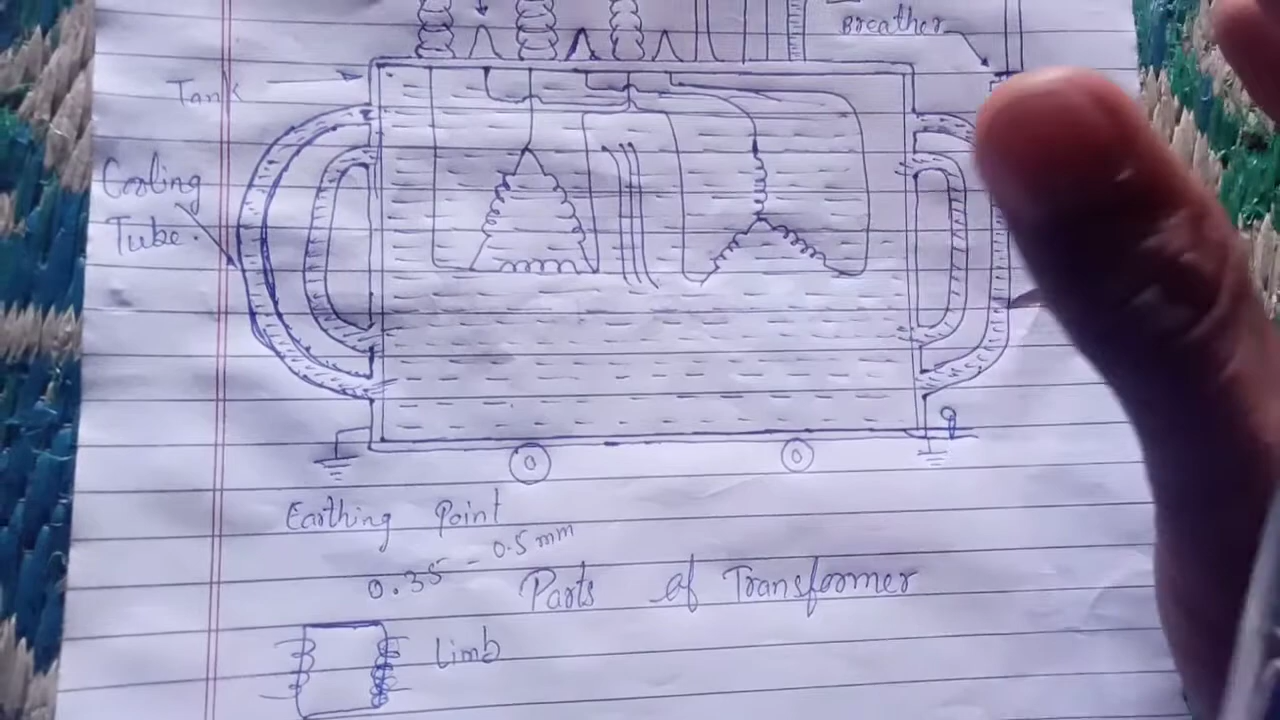 Breather
Tank
Cooling
Tube.
Earthing Point
0.35 - 0.5 mm
Parts of Transformer
Limb